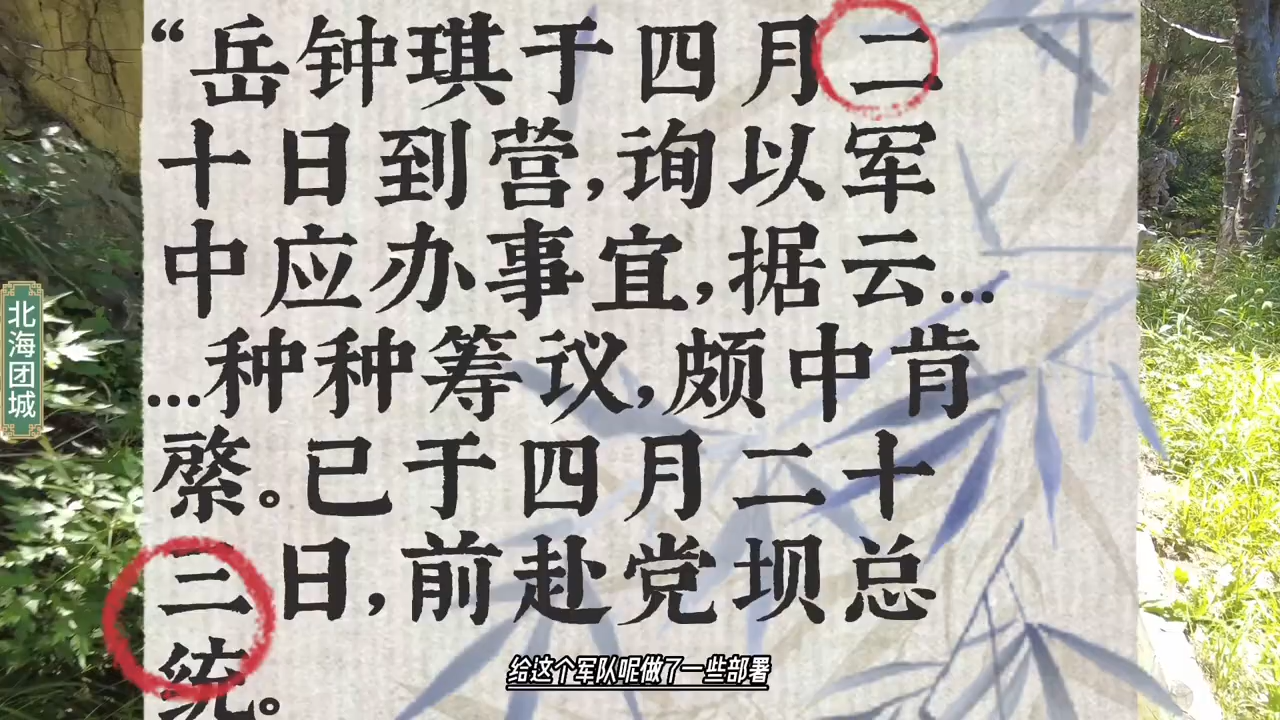 “岳钟琪于四月二
十日到营,询以军
中应办事宜,据云...
...种种筹议,颇中肯
綮。已于四月二十
三日,前赴党坝总
统。
北海团城
给这个军队呢做了一些部署